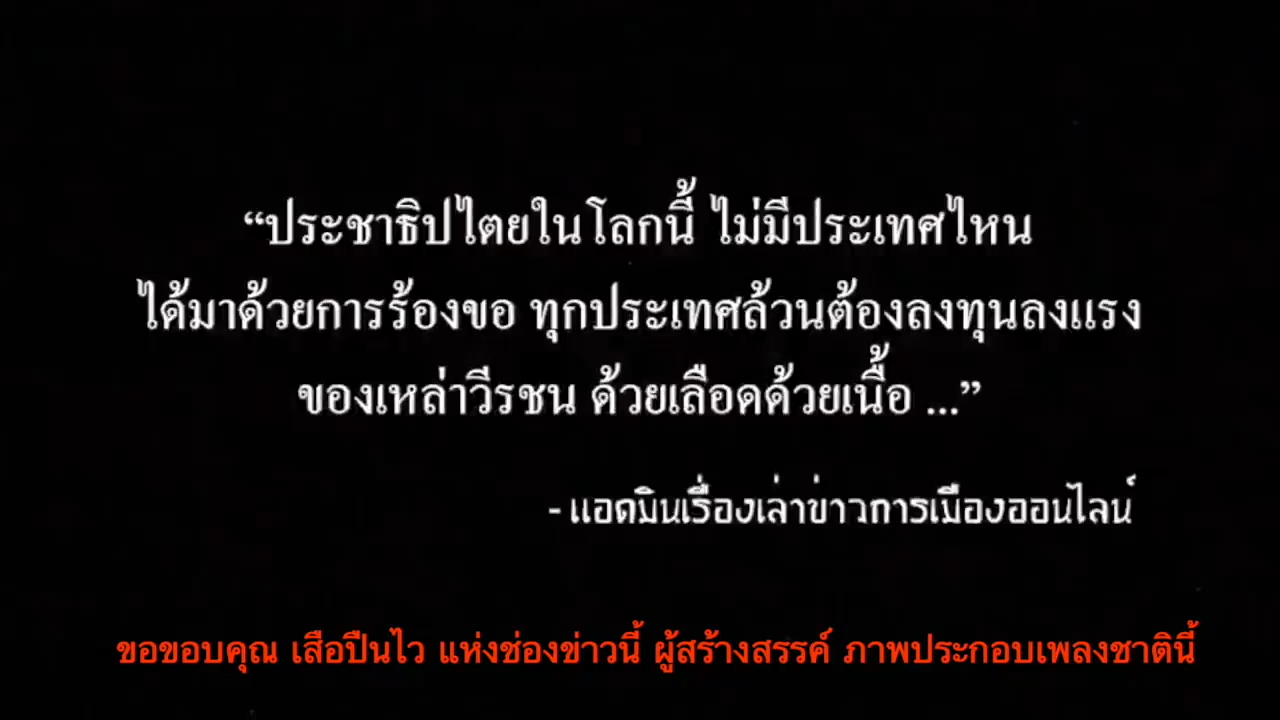 “ประชาธิปไตยในโลกนี้ ไม่มีประเทศไหน
ได้มาด้วยการร้องขอ ทุกประเทศล้วนต้องลงทุนลงแรง
ของเหล่าวีรชน ด้วยเลือดด้วยเนื้อ ...”
- แอดมินเรื่องเล่าข่าวการเมืองออนไลน์
ขอขอบคุณ เสือปืนไว แห่งช่องข่าวนี้ ผู้สร้างสรรค์ ภาพประกอบเพลงชาตินี้